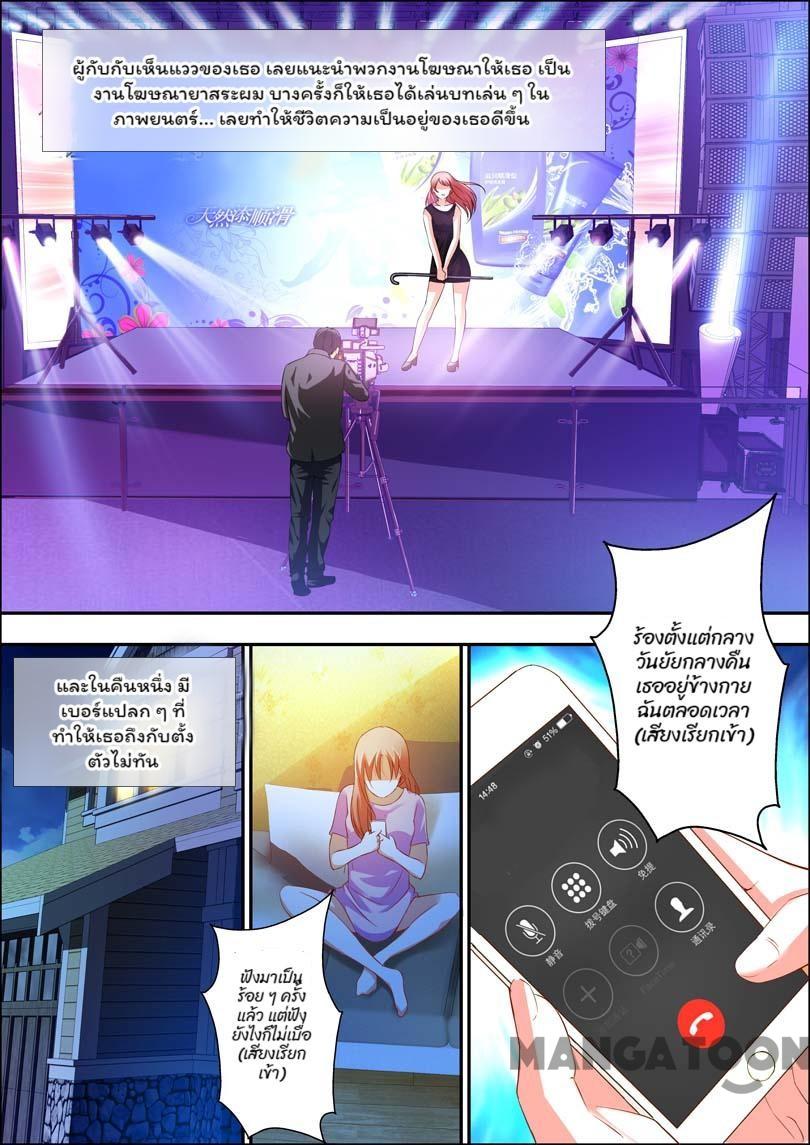 ผู้กับกับเห็นแววของเธอ เลยแนะนำพวกงานโฆษณาให้เธอ เป็น
งานโฆษณายาสระผม บางครั้งก็ให้เธอได้เล่นบทเล่น ๆ ใน
ภาพยนตร์... เลยทำให้ชีวิตความเป็นอยู่ของเธอดีขึ้น
天然添顺滑
ร้องตั้งแต่กลาง
วันยัยกลางคืน
เธออยู่ข้างกาย
ฉันตลอดเวลา
(เสียงเรียกเข้า)
และในคืนหนึ่ง มี
เบอร์แปลก ๆ ที่
ทำให้เธอถึงกับตั้ง
ตัวไม่ทัน
14:48
51%
静音
拨号键盘
免提
FaceTime
通讯录
ฟังมาเป็น
ร้อย ๆ ครั้ง
แล้ว แต่ฟัง
ยังไงก็ไม่เบื่อ
(เสียงเรียก
เข้า)
MANGATOON